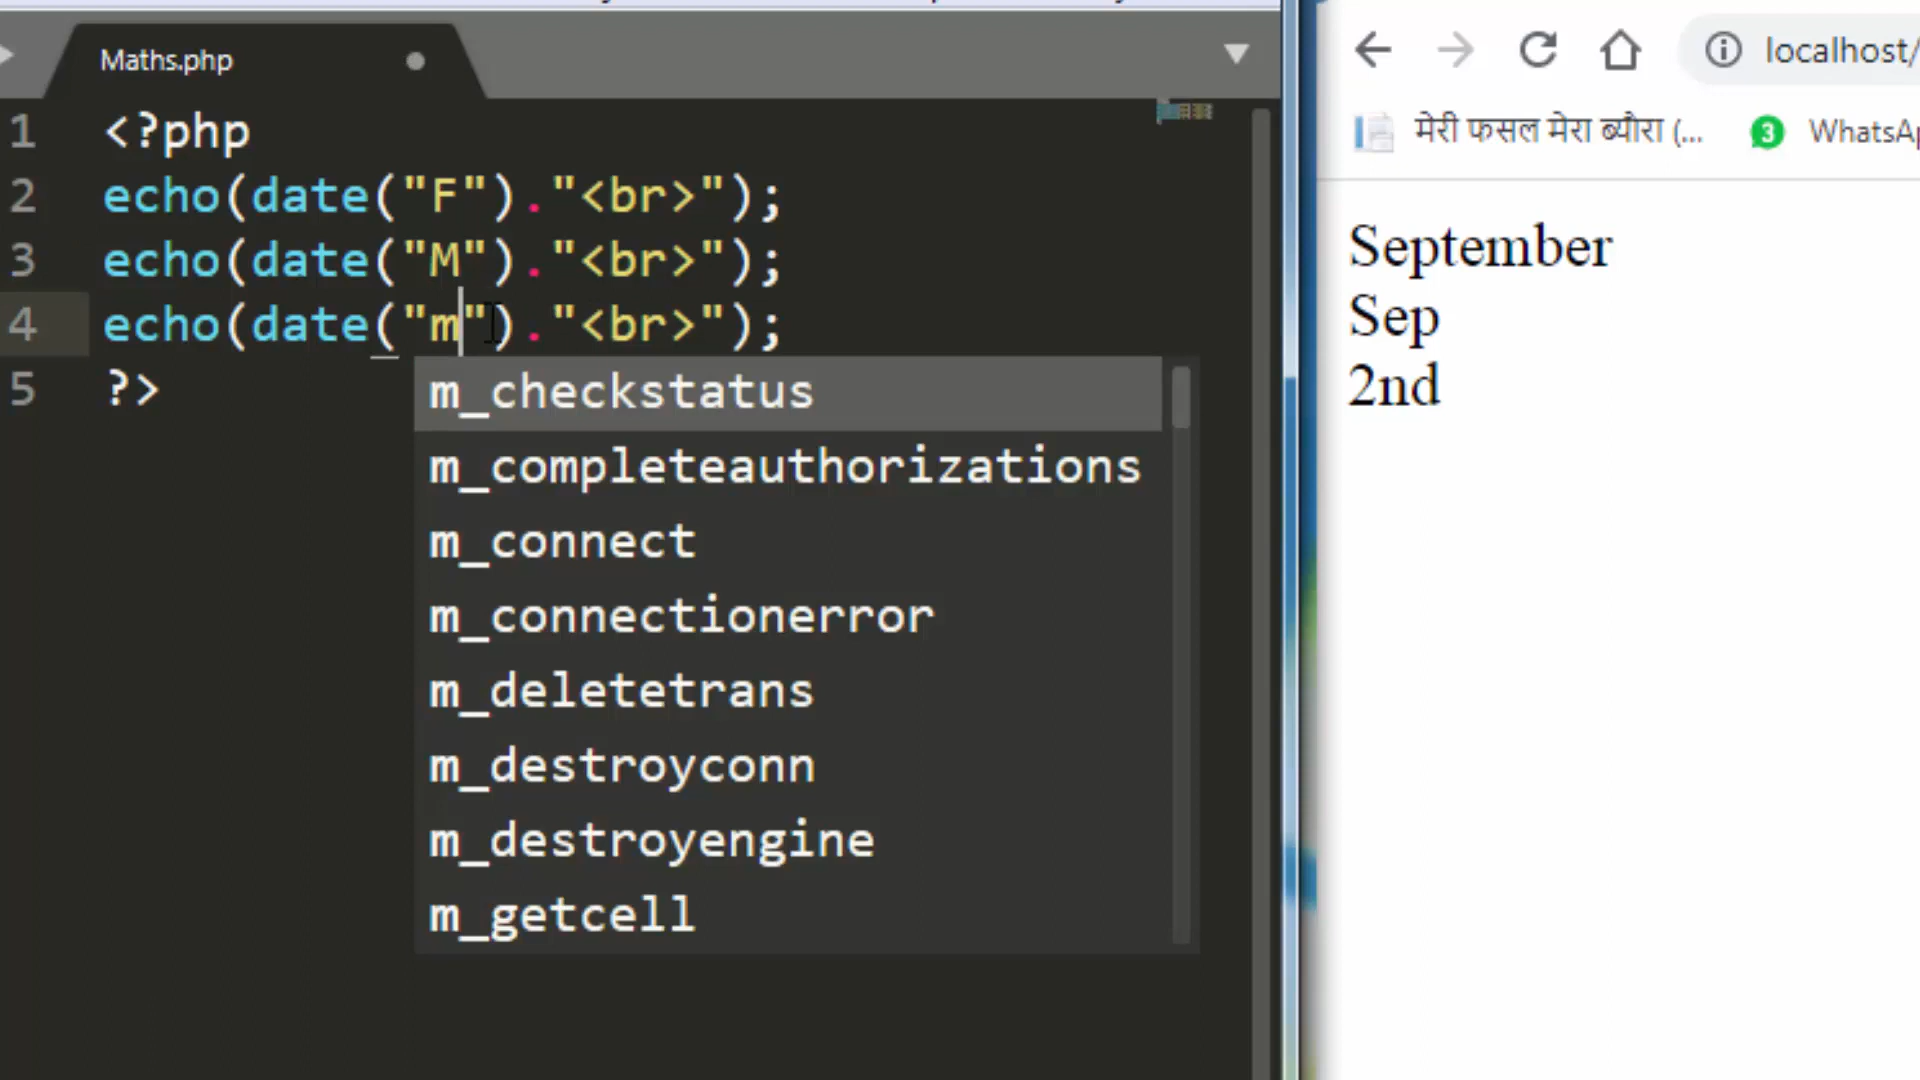 Maths.php
1 <?php
2 echo(date("F")."<br>");
3 echo(date("M")."<br>");
4 echo(date("m")."<br>");
5 ?>
m_checkstatus
m_completeauthorizations
m_connect
m_connectionerror
m_deletetrans
m_destroyconn
m_destroyengine
m_getcell
localhost/
मेरी फसल मेरा ब्यौरा (...
3 WhatsAp
September
Sep
2nd